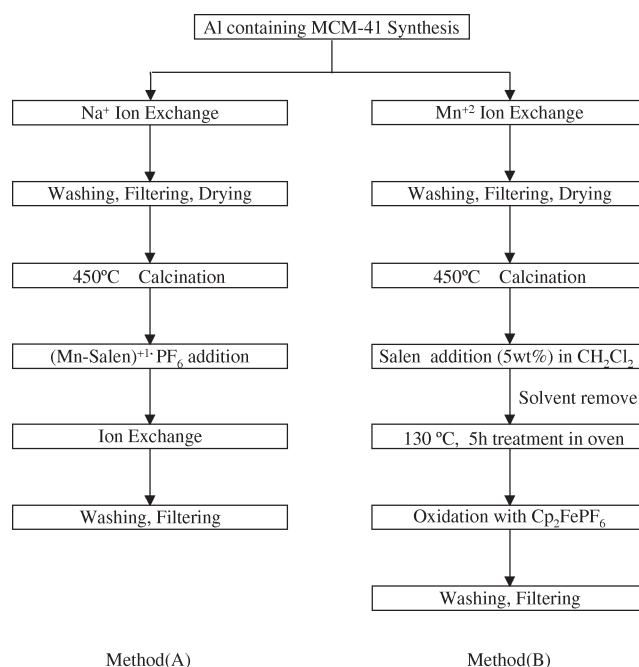 Al containing MCM-41 Synthesis
Na⁺ Ion Exchange
Washing, Filtering, Drying
450ºC Calcination
(Mn-Salen)⁺¹· PF₆ addition
Ion Exchange
Washing, Filtering
Method(A)
Mn⁺² Ion Exchange
Washing, Filtering, Drying
450ºC Calcination
Salen addition (5wt%) in CH₂Cl₂
Solvent remove
130 ºC, 5h treatment in oven
Oxidation with Cp₂FePF₆
Washing, Filtering
Method(B)